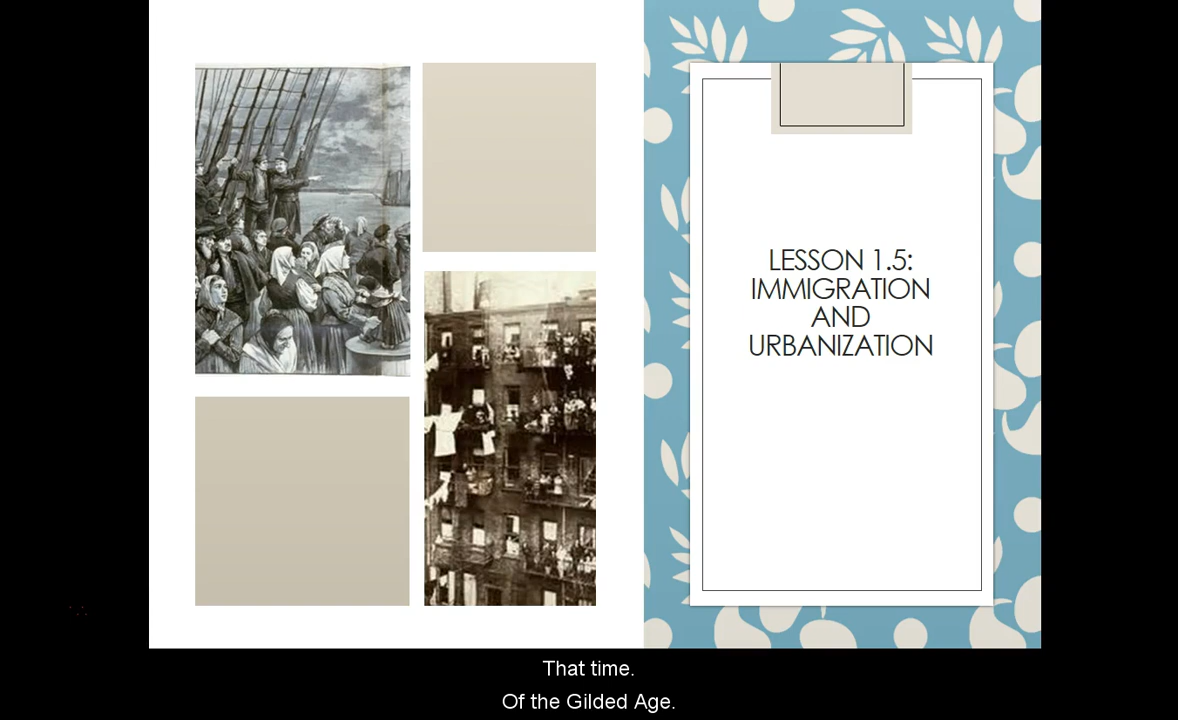 LESSON 1.5:
IMMIGRATION
AND
URBANIZATION
That time.
Of the Gilded Age.